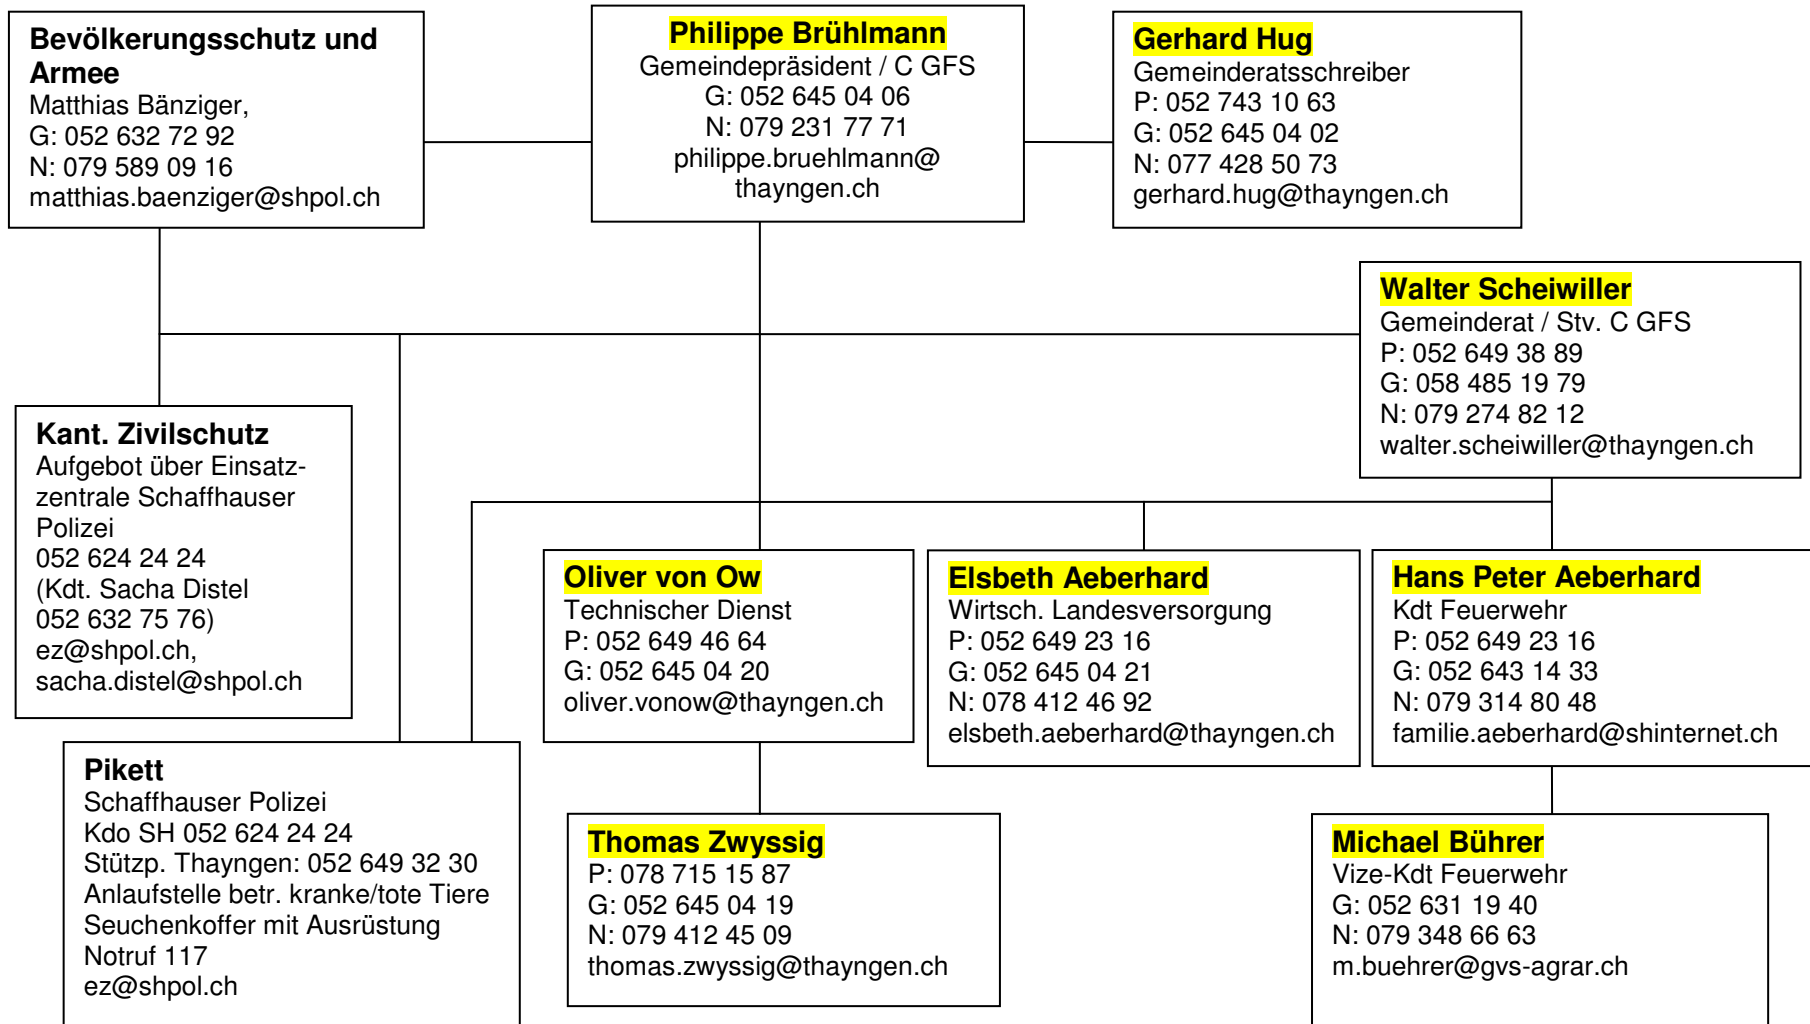 Bevölkerungsschutz und
Armee
Matthias Bänziger,
G: 052 632 72 92
N: 079 589 09 16
matthias.baenziger@shpol.ch
Philippe Brühlmann
Gemeindepräsident / C GFS
G: 052 645 04 06
N: 079 231 77 71
philippe.bruehlmann@
thayngen.ch
Gerhard Hug
Gemeinderatsschreiber
P: 052 743 10 63
G: 052 645 04 02
N: 077 428 50 73
gerhard.hug@thayngen.ch
Walter Scheiwiller
Gemeinderat / Stv. C GFS
P: 052 649 38 89
G: 058 485 19 79
N: 079 274 82 12
walter.scheiwiller@thayngen.ch
Kant. Zivilschutz
Aufgebot über Einsatz-
zentrale Schaffhauser
Polizei
052 624 24 24
(Kdt. Sacha Distel
052 632 75 76)
ez@shpol.ch,
sacha.distel@shpol.ch
Oliver von Ow
Technischer Dienst
P: 052 649 46 64
G: 052 645 04 20
oliver.vonow@thayngen.ch
Elsbeth Aeberhard
Wirtsch. Landesversorgung
P: 052 649 23 16
G: 052 645 04 21
N: 078 412 46 92
elsbeth.aeberhard@thayngen.ch
Hans Peter Aeberhard
Kdt Feuerwehr
P: 052 649 23 16
G: 052 643 14 33
N: 079 314 80 48
familie.aeberhard@shinternet.ch
Pikett
Schaffhauser Polizei
Kdo SH 052 624 24 24
Stützp. Thayngen: 052 649 32 30
Anlaufstelle betr. kranke/tote Tiere
Seuchenkoffer mit Ausrüstung
Notruf 117
ez@shpol.ch
Thomas Zwyssig
P: 078 715 15 87
G: 052 645 04 19
N: 079 412 45 09
thomas.zwyssig@thayngen.ch
Michael Bührer
Vize-Kdt Feuerwehr
G: 052 631 19 40
N: 079 348 66 63
m.buehrer@gvs-agrar.ch